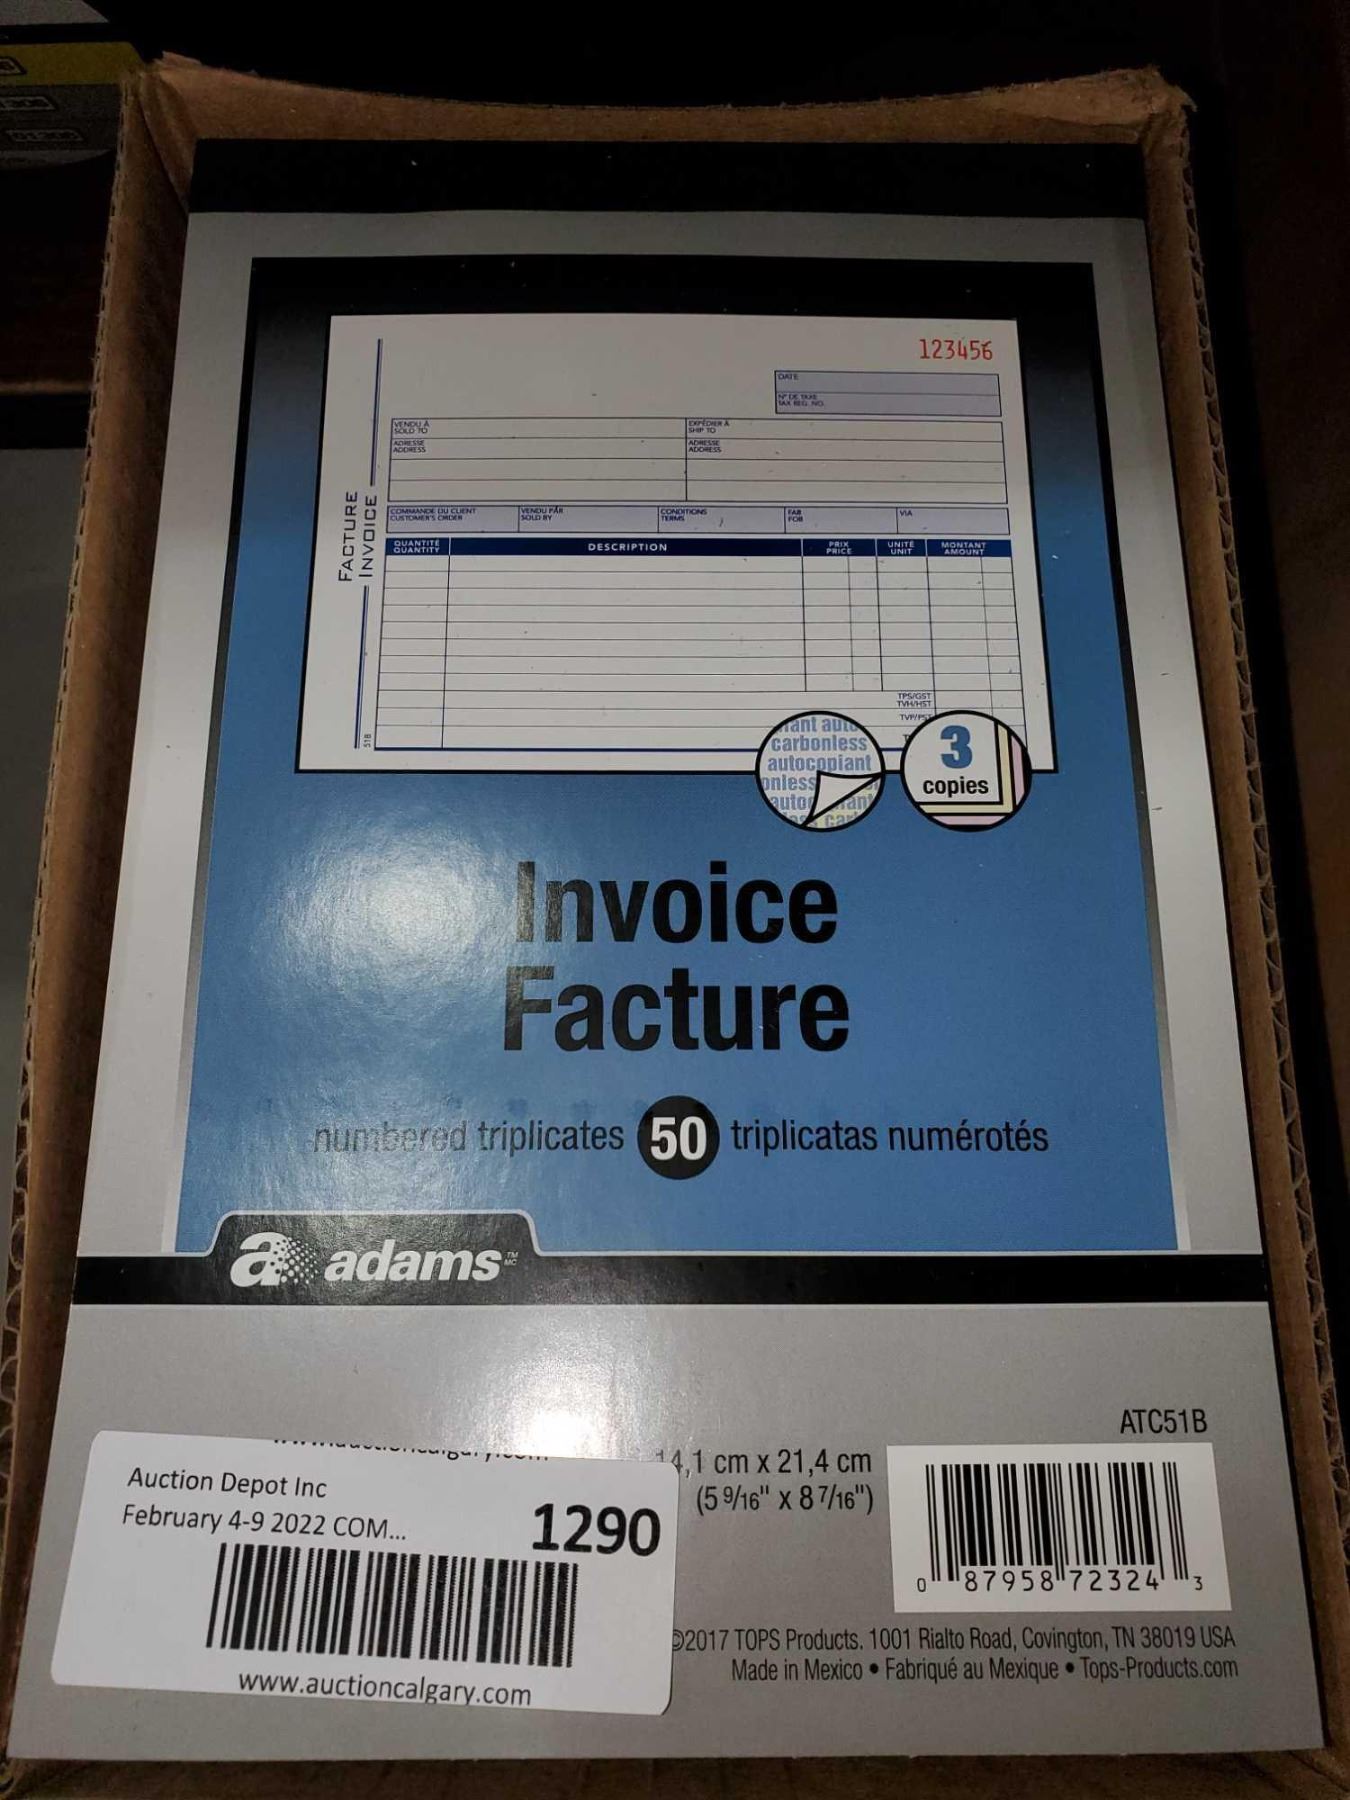 123456
DATE
N° DE TAXE
TAX REG. NO.
VENDU À
SOLD TO
ADRESSE
ADDRESS
EXPÉDIER À
SHIP TO
ADRESSE
ADDRESS
COMMANDE DU CLIENT
CUSTOMER'S ORDER
VENDU PAR
SOLD BY
CONDITIONS
TERMS
FAB
FOB
VIA
FACTURE
INVOICE
QUANTITÉ
QUANTITY
DESCRIPTION
PRIX
PRICE
UNITÉ
UNIT
MONTANT
AMOUNT
TPS/GST
TVH/HST
TVP/PST
51B
carbonless
autocopiant
3
copies
Invoice
Facture
numbered triplicates 50 triplicatas numérotés
a adams TM MC
ATC51B
14,1 cm x 21,4 cm
(5 9/16" x 8 7/16")
0 87958 72324 3
©2017 TOPS Products. 1001 Rialto Road, Covington, TN 38019 USA
Made in Mexico • Fabriqué au Mexique • Tops-Products.com
Auction Depot Inc
February 4-9 2022 COM...
1290
www.auctioncalgary.com